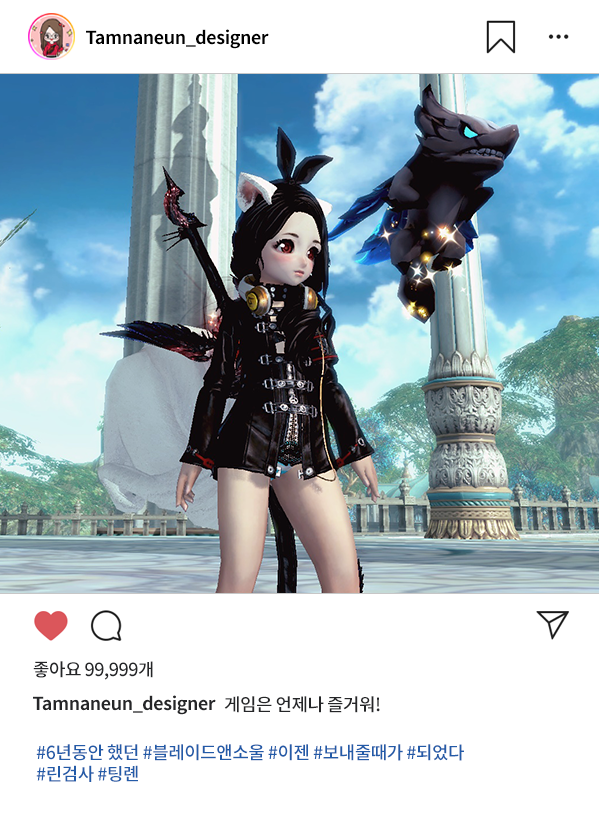 Tamnaneun_designer
좋아요 99,999개
Tamnaneun_designer 게임은 언제나 즐거워!
#6년동안 했던 #블레이드앤소울 #이젠 #보내줄때가 #되었다
#린검사 #팅롄